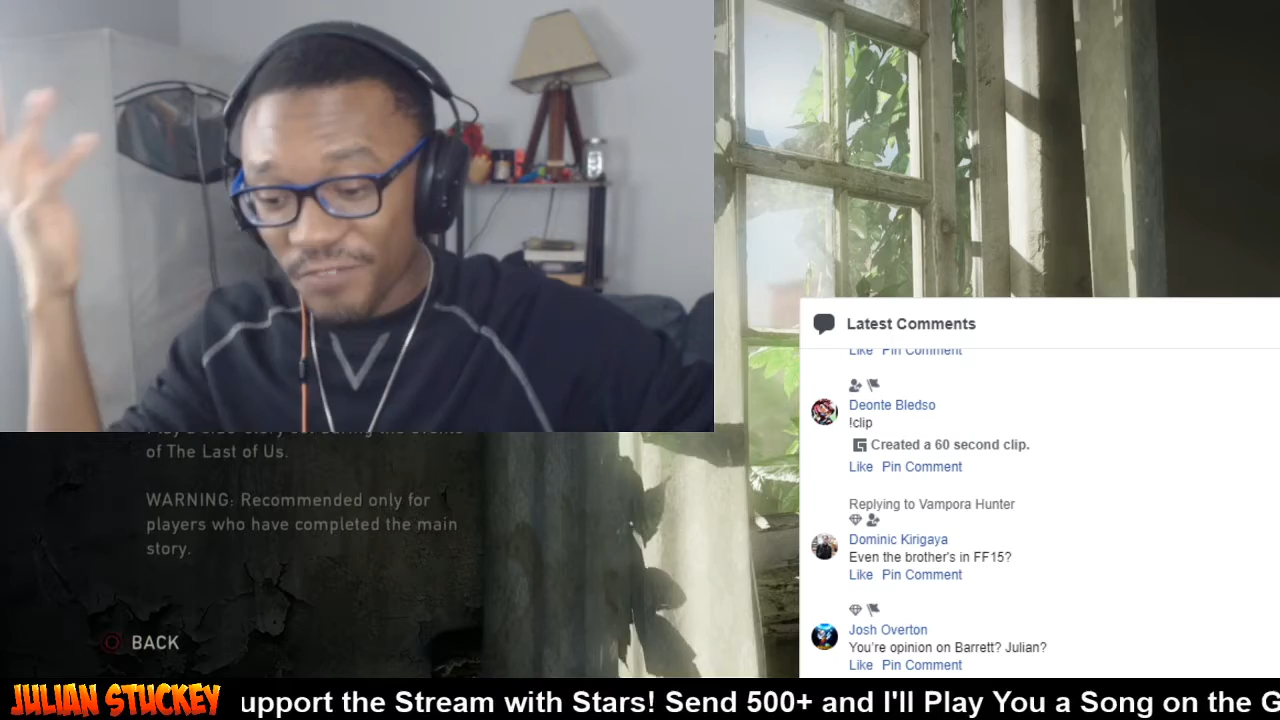 Latest Comments
Like Pin Comment
Deonte Bledso
!clip
Created a 60 second clip.
Like Pin Comment
Replying to Vampora Hunter
Dominic Kirigaya
Even the brother's in FF15?
Like Pin Comment
Josh Overton
You're opinion on Barrett? Julian?
Like Pin Comment
of The Last of Us.
WARNING: Recommended only for
players who have completed the main
story.
BACK
JULIAN STUCKEY
upport the Stream with Stars! Send 500+ and I'll Play You a Song on the G